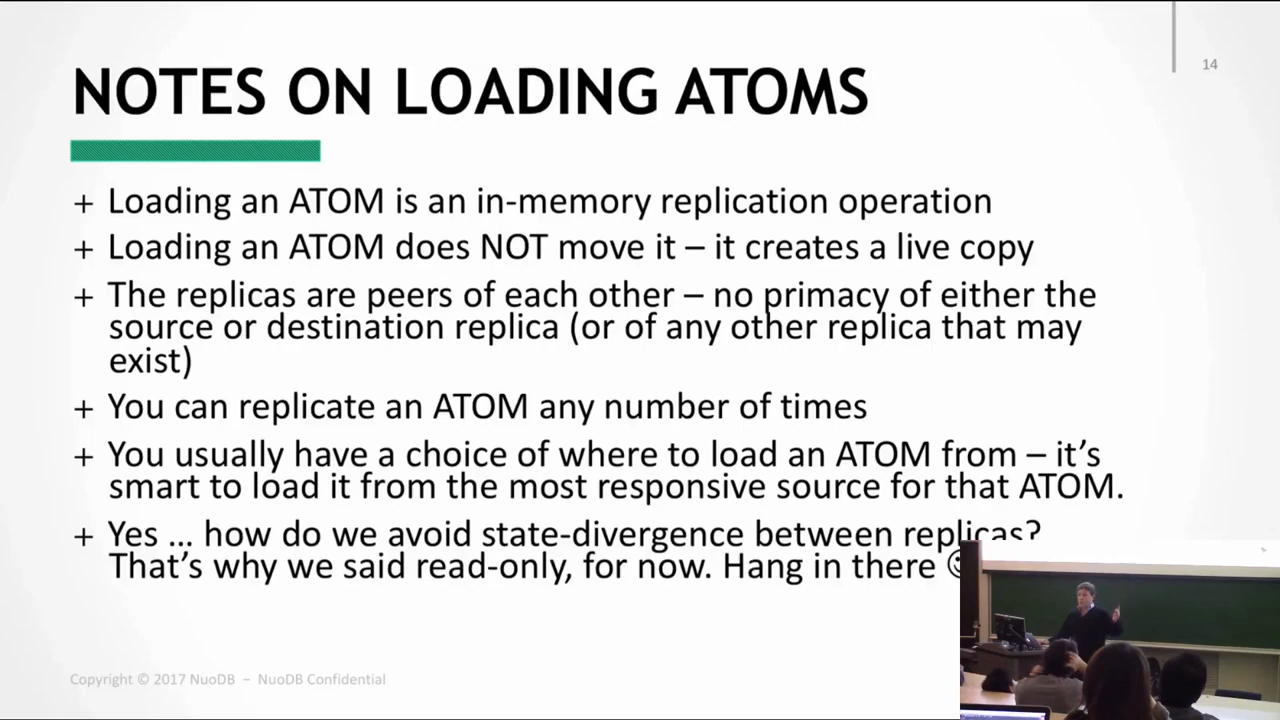 14
NOTES ON LOADING ATOMS
+ Loading an ATOM is an in-memory replication operation
+ Loading an ATOM does NOT move it – it creates a live copy
+ The replicas are peers of each other – no primacy of either the
source or destination replica (or of any other replica that may
exist)
+ You can replicate an ATOM any number of times
+ You usually have a choice of where to load an ATOM from – it’s
smart to load it from the most responsive source for that ATOM.
+ Yes … how do we avoid state-divergence between replicas?
That’s why we said read-only, for now. Hang in there ☺
Copyright © 2017 NuoDB – NuoDB Confidential